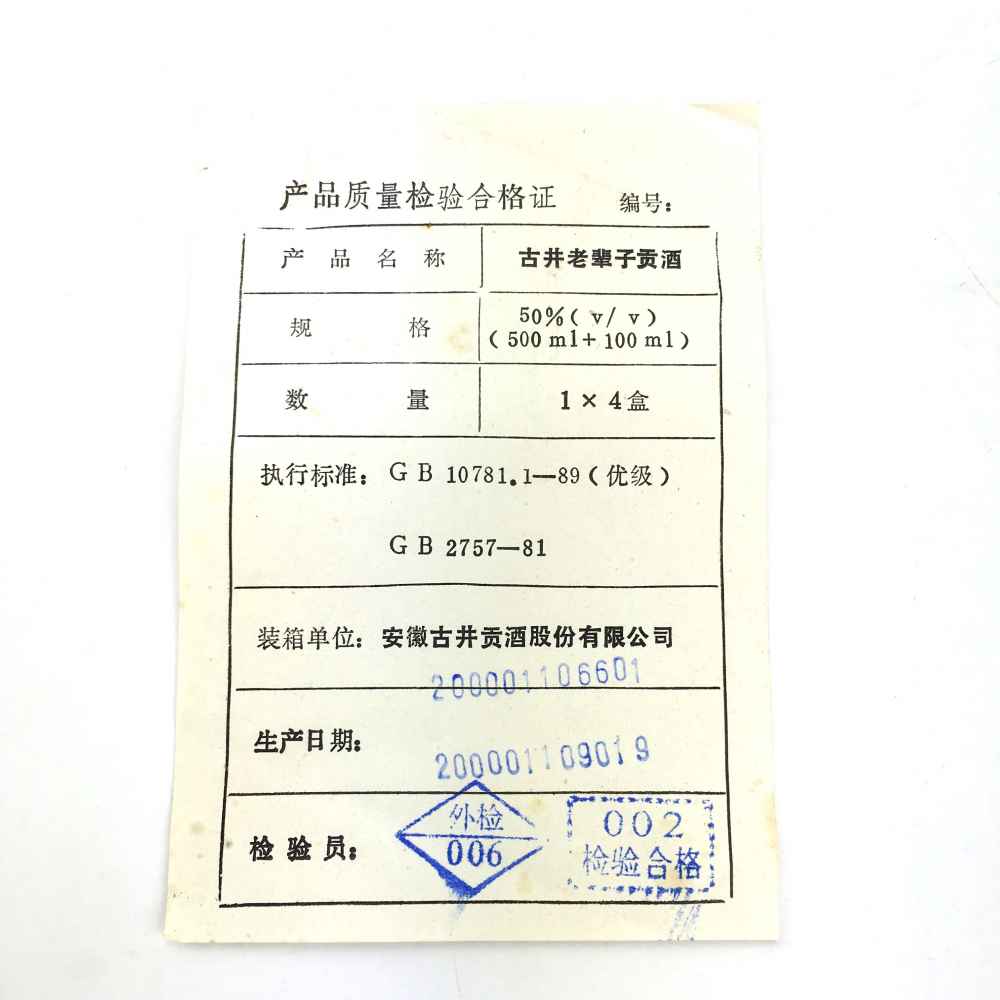 产品质量检验合格证 编号：
产品名称 古井老辈子贡酒
规格 50%(v/v)
(500ml+100ml)
数量 1×4盒
执行标准：GB 10781.1—89(优级)
GB 2757—81
装箱单位：安徽古井贡酒股份有限公司
200001106601
生产日期：
200001109019
检验员：
外检
006
002
检验合格